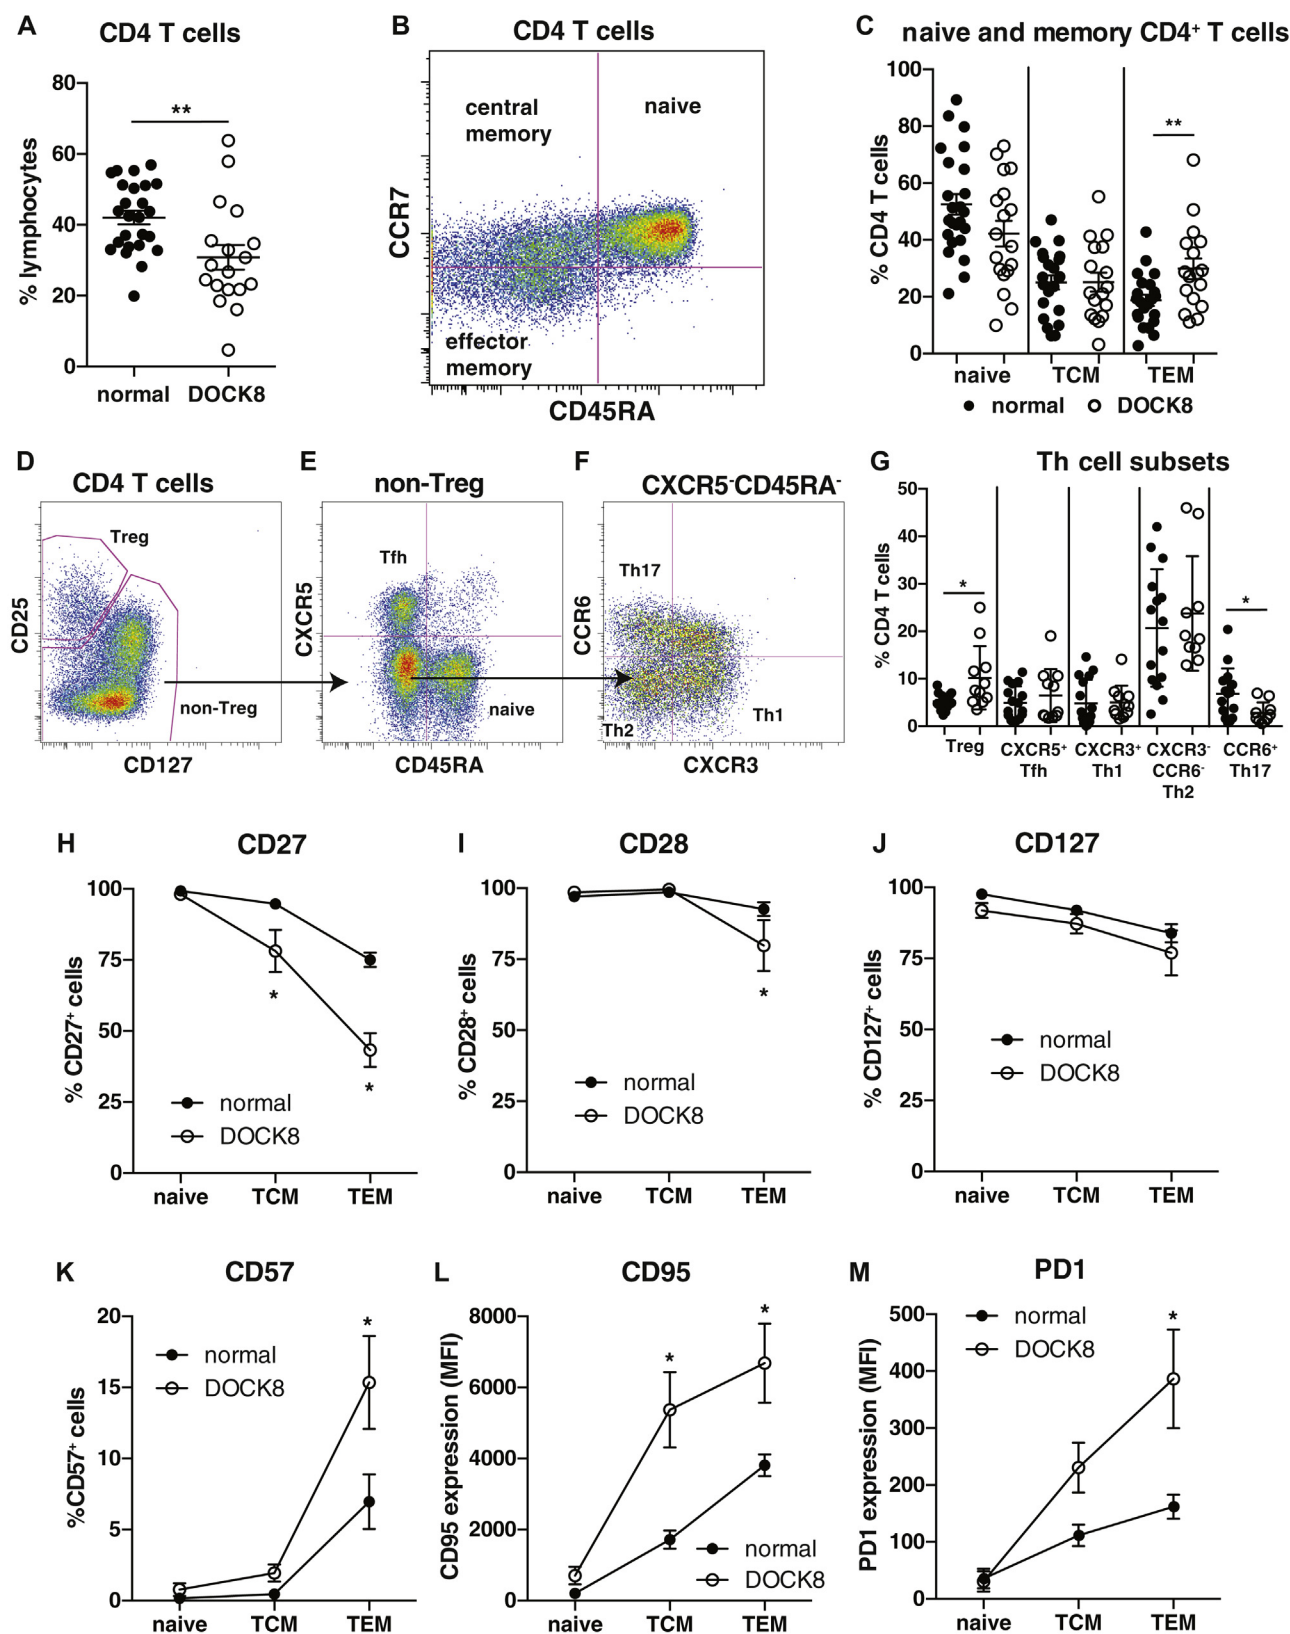 A
CD4 T cells
% lymphocytes
80
60
40
20
0
**
normal
DOCK8
B
CD4 T cells
CCR7
central
memory
naive
effector
memory
CD45RA
C
naive and memory CD4⁺ T cells
% CD4 T cells
100
80
60
40
20
0
**
naive
TCM
TEM
normal
DOCK8
D
CD4 T cells
CD25
Treg
non-Treg
CD127
E
non-Treg
CXCR5
Tfh
naive
CD45RA
F
CXCR5⁻CD45RA⁻
CCR6
Th17
Th2
Th1
CXCR3
G
Th cell subsets
% CD4 T cells
50
40
30
20
10
0
*
*
Treg
CXCR5⁺
Tfh
CXCR3⁺
Th1
CXCR3⁻
CCR6⁻
Th2
CCR6⁺
Th17
H
CD27
% CD27⁺ cells
100
75
50
25
0
*
*
normal
DOCK8
naive
TCM
TEM
I
CD28
% CD28⁺ cells
100
75
50
25
0
*
normal
DOCK8
naive
TCM
TEM
J
CD127
% CD127⁺ cells
100
75
50
25
0
normal
DOCK8
naive
TCM
TEM
K
CD57
%CD57⁺ cells
20
15
10
5
0
*
normal
DOCK8
naive
TCM
TEM
L
CD95
CD95 expression (MFI)
8000
6000
4000
2000
0
*
*
normal
DOCK8
naive
TCM
TEM
M
PD1
PD1 expression (MFI)
500
400
300
200
100
0
*
normal
DOCK8
naive
TCM
TEM